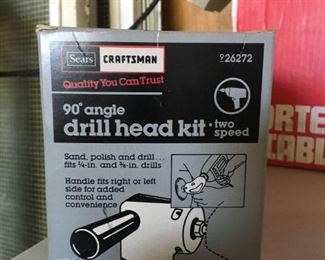 Sears CRAFTSMAN
926272
Quality You Can Trust
90° angle
drill head kit • two speed
Sand, polish and drill...
fits ¼-in. and ⅜-in. drills
Handle fits right or left
side for added
control and
convenience
ORTE
CABL